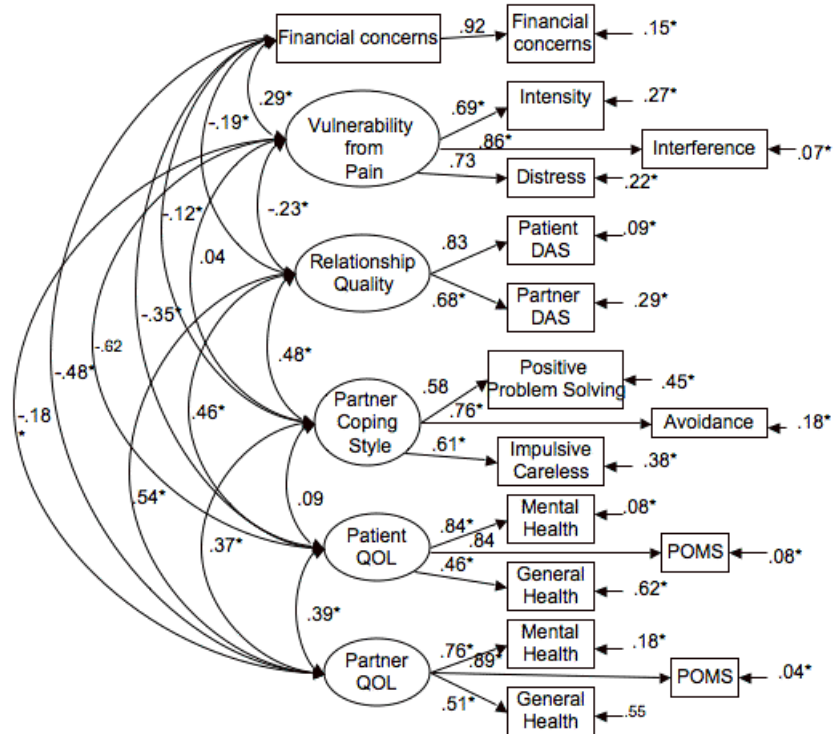 Financial concerns
.92
Financial
concerns
.15*
.29*
-.19*
Vulnerability
from
Pain
.69*
Intensity
.27*
.86*
Interference
.07*
.73
Distress
.22*
-.12*
-.23*
.04
Relationship
Quality
.83
Patient
DAS
.09*
.68*
Partner
DAS
.29*
-.35*
-.62
-.48*
.48*
-.18
*
.46*
Partner
Coping
Style
.58
Positive
Problem Solving
.45*
.76*
Avoidance
.18*
.61*
Impulsive
Careless
.38*
.54*
.09
.37*
Patient
QOL
.84*
Mental
Health
.08*
.84
POMS
.08*
.46*
General
Health
.62*
.39*
Partner
QOL
.76*
Mental
Health
.18*
.89*
POMS
.04*
.51*
General
Health
.55